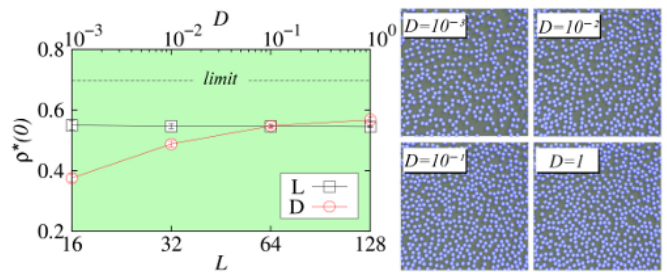 D
10⁻³ 10⁻² 10⁻¹ 10⁰
0.8
limit
0.6
0.4
0.2
ρ*(0)
L
D
16 32 64 128
L
D=10⁻³
D=10⁻²
D=10⁻¹
D=1